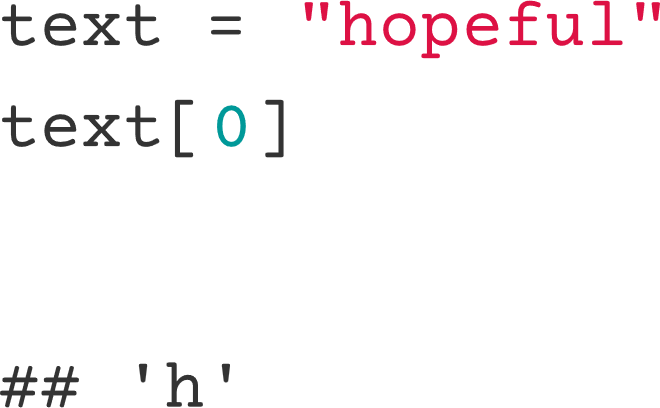 text = "hopeful"
text[0]
## 'h'